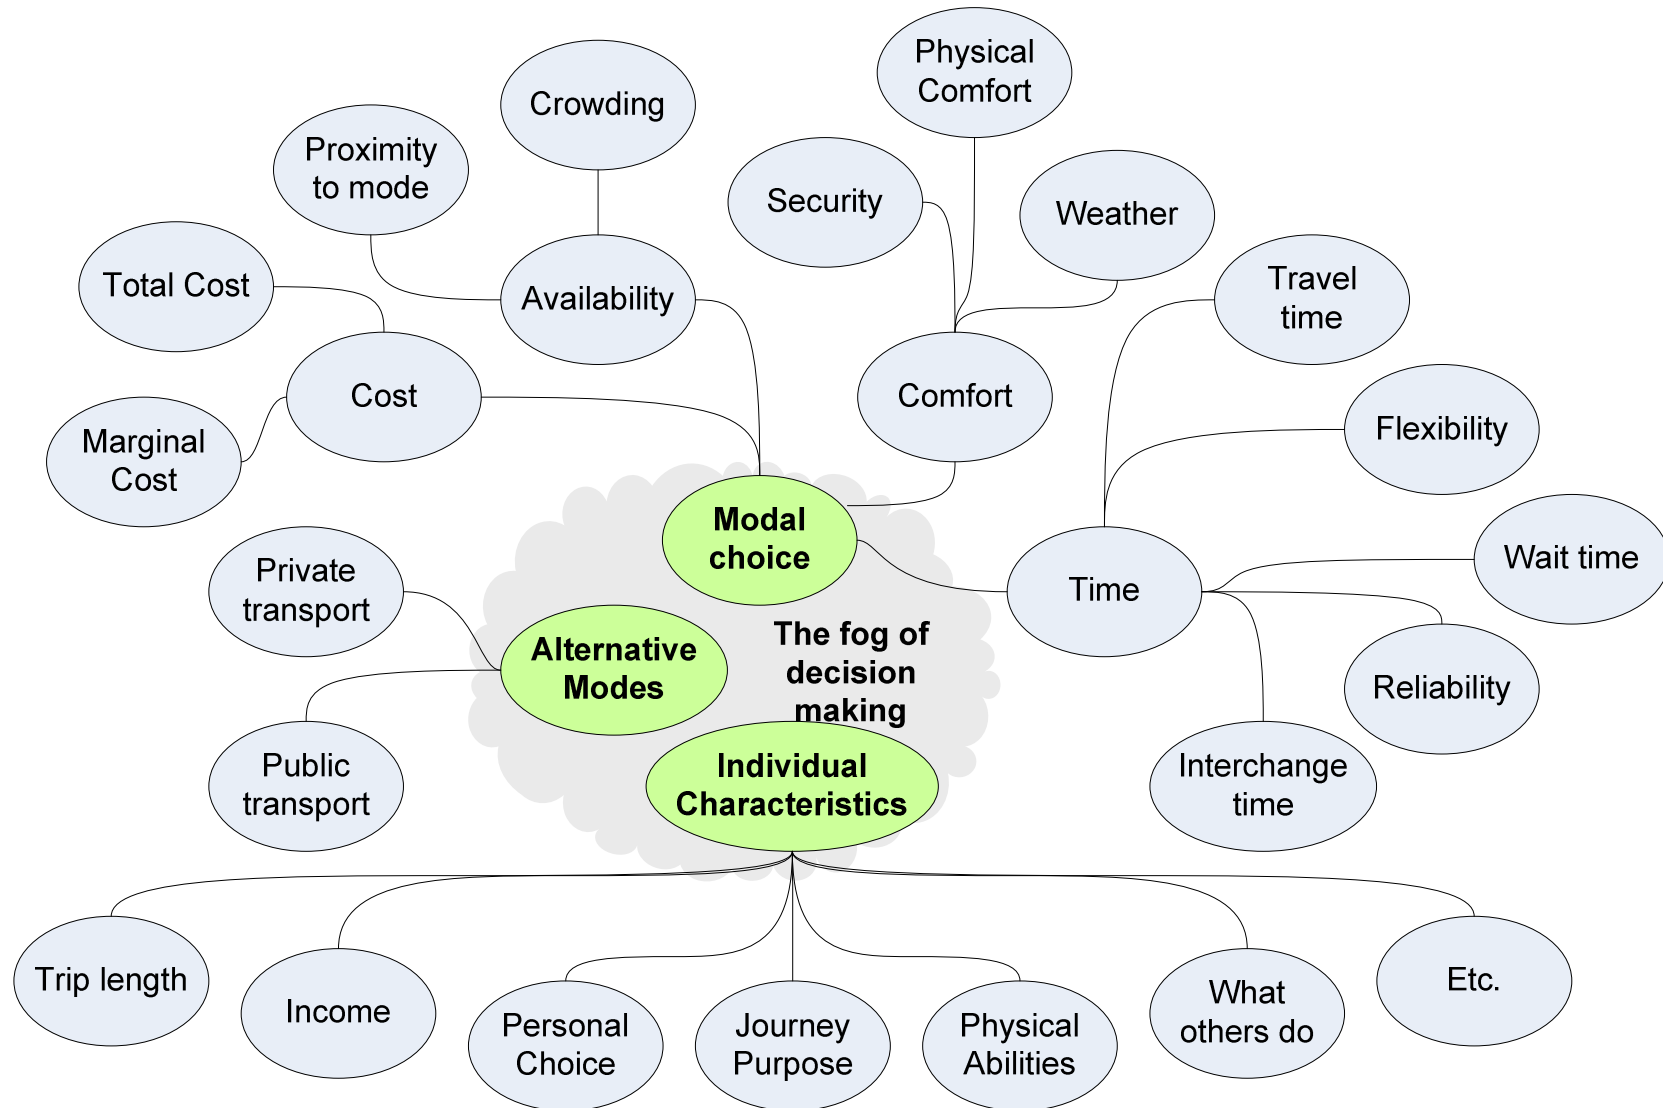 Physical
Comfort
Crowding
Proximity
to mode
Security
Weather
Total Cost
Availability
Travel
time
Cost
Comfort
Marginal
Cost
Flexibility
Modal
choice
Private
transport
Time
Wait time
Alternative
Modes
The fog of
decision
making
Reliability
Public
transport
Individual
Characteristics
Interchange
time
Trip length
Income
Personal
Choice
Journey
Purpose
Physical
Abilities
What
others do
Etc.